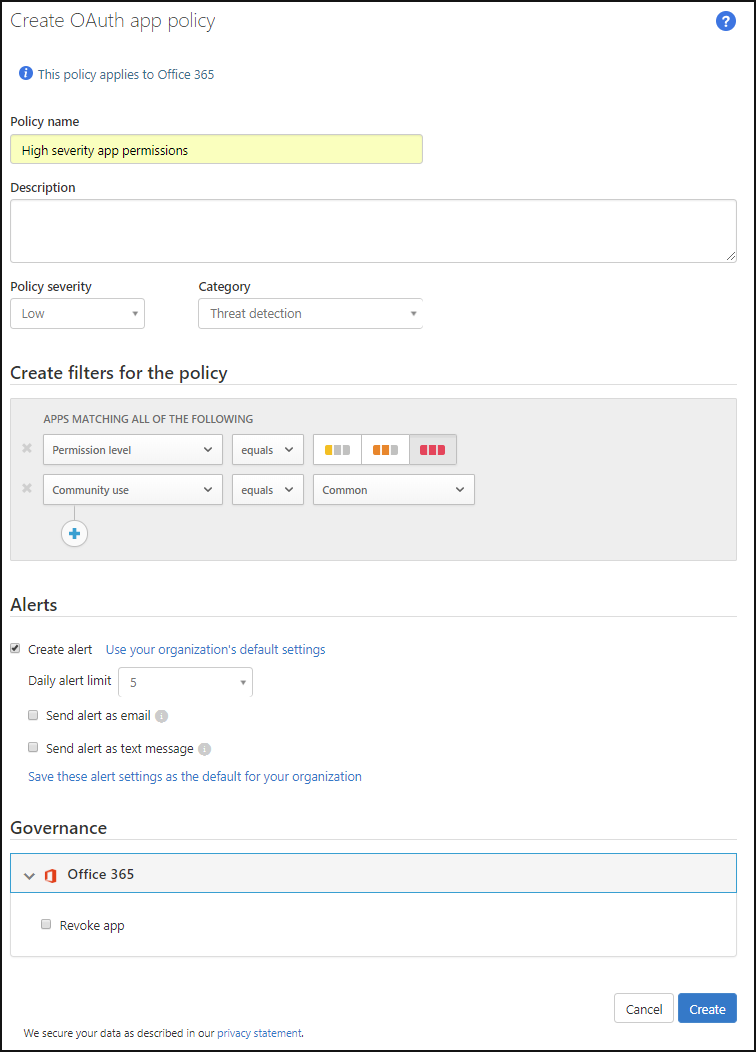 Create OAuth app policy ?
i This policy applies to Office 365
Policy name
High severity app permissions
Description
Policy severity Category
Low Threat detection
Create filters for the policy
APPS MATCHING ALL OF THE FOLLOWING
Permission level equals
Community use equals Common
Alerts
Create alert Use your organization's default settings
Daily alert limit 5
Send alert as email i
Send alert as text message i
Save these alert settings as the default for your organization
Governance
Office 365
Revoke app
Cancel Create
We secure your data as described in our privacy statement.